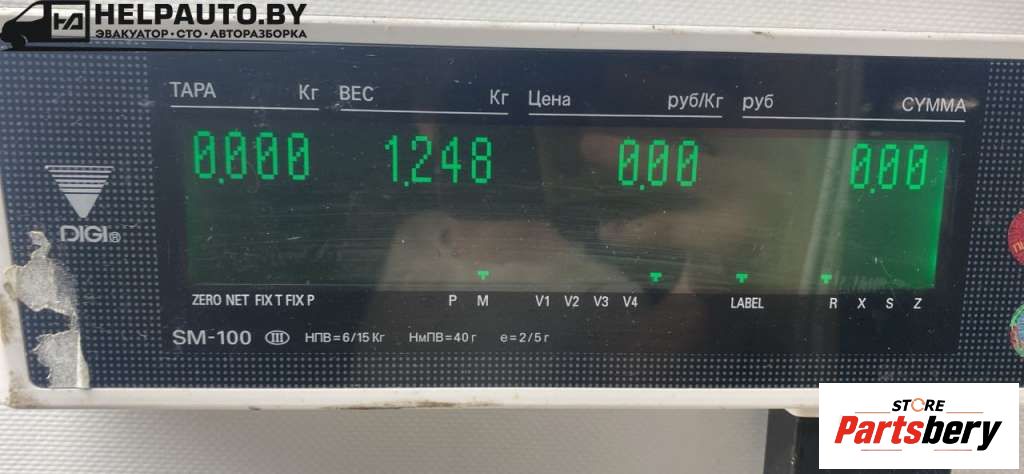 HELPAUTO.BY
ЭВАКУАТОР•СТО•АВТОРАЗБОРКА
ТАРА Кг ВЕС Кг Цена руб/Кг руб СУММА
0.000 1.248 0.00 0.00
DIGI®
ZERO NET FIX T FIX P P M V1 V2 V3 V4 LABEL R X S Z
SM-100 III НПВ=6/15 Кг НмПВ=40 г е=2/5 г
STORE
Partsbery